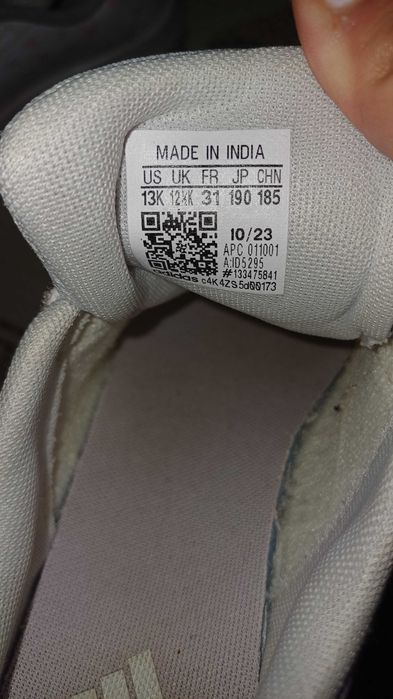 MADE IN INDIA
US UK FR JP CHN
13K 12½K 31 190 185
10/23
APC 011001
A:ID5295
#133475841
adidas c4K4ZS5d00173